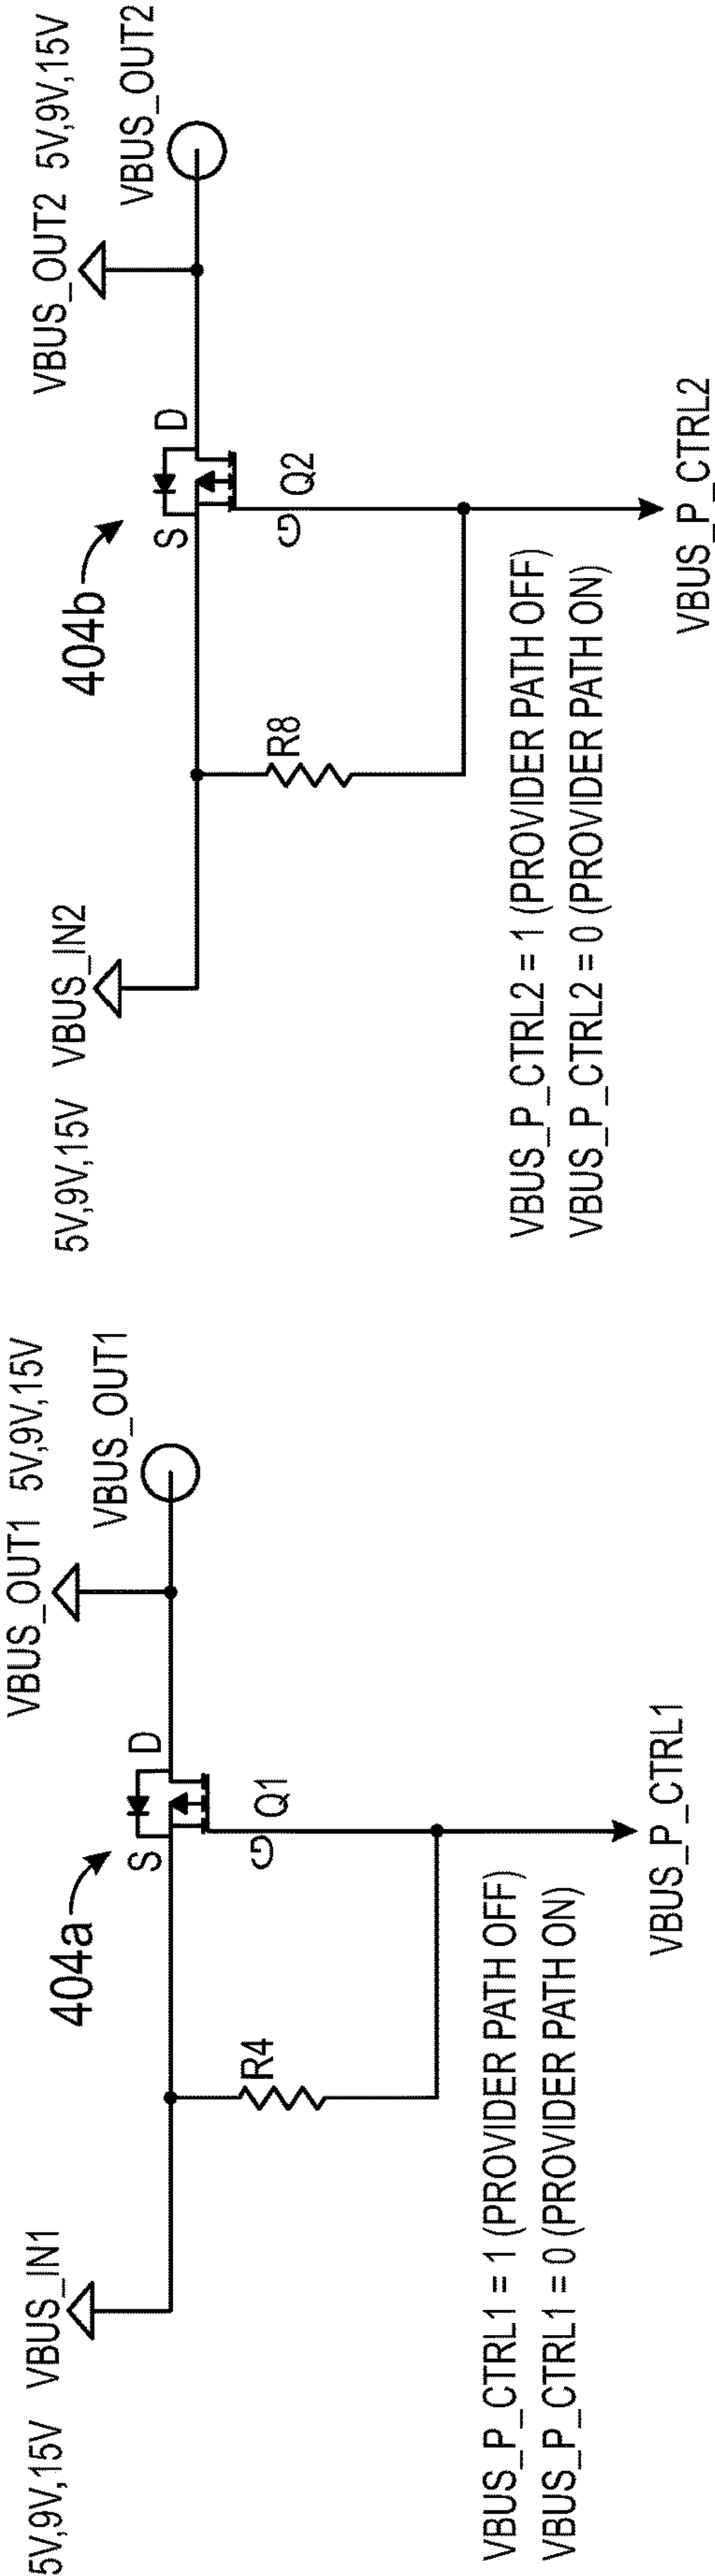 5V,9V,15V VBUS_IN1
VBUS_OUT1 5V,9V,15V
VBUS_OUT1
404a
S
D
Q1
G
R4
VBUS_P_CTRL1 = 1 (PROVIDER PATH OFF)
VBUS_P_CTRL1 = 0 (PROVIDER PATH ON)
VBUS_P_CTRL1
5V,9V,15V VBUS_IN2
VBUS_OUT2 5V,9V,15V
VBUS_OUT2
404b
S
D
Q2
G
R8
VBUS_P_CTRL2 = 1 (PROVIDER PATH OFF)
VBUS_P_CTRL2 = 0 (PROVIDER PATH ON)
VBUS_P_CTRL2